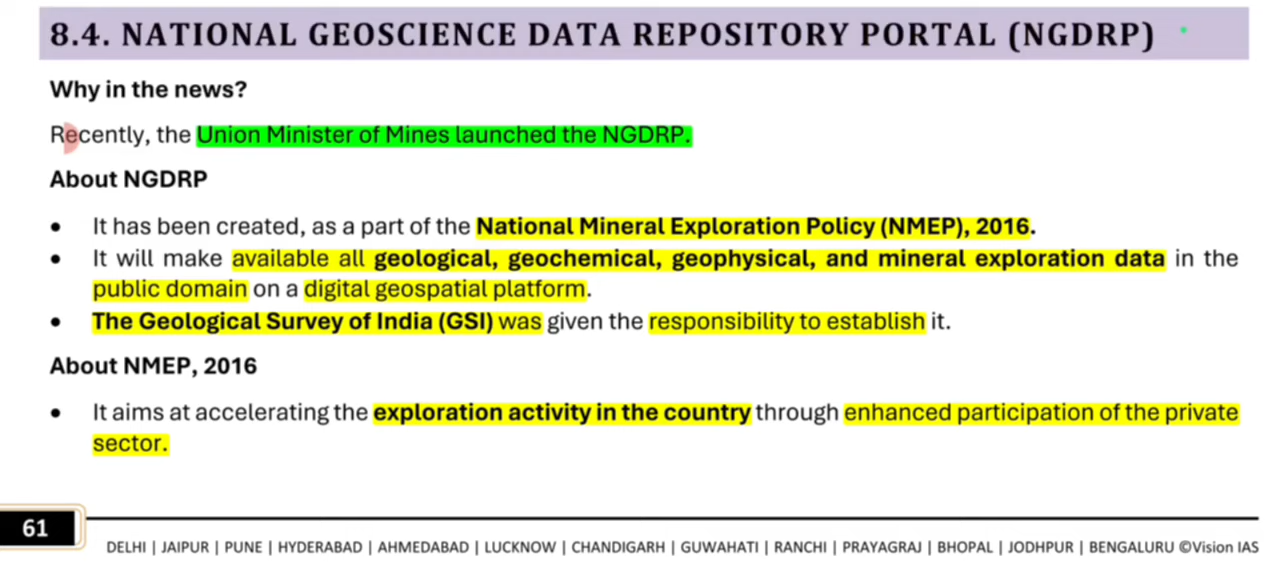 8.4. NATIONAL GEOSCIENCE DATA REPOSITORY PORTAL (NGDRP)
Why in the news?
Recently, the Union Minister of Mines launched the NGDRP.
About NGDRP
• It has been created, as a part of the National Mineral Exploration Policy (NMEP), 2016.
• It will make available all geological, geochemical, geophysical, and mineral exploration data in the
public domain on a digital geospatial platform.
• The Geological Survey of India (GSI) was given the responsibility to establish it.
About NMEP, 2016
• It aims at accelerating the exploration activity in the country through enhanced participation of the private
sector.
61
DELHI | JAIPUR | PUNE | HYDERABAD | AHMEDABAD | LUCKNOW | CHANDIGARH | GUWAHATI | RANCHI | PRAYAGRAJ | BHOPAL | JODHPUR | BENGALURU ©Vision IAS